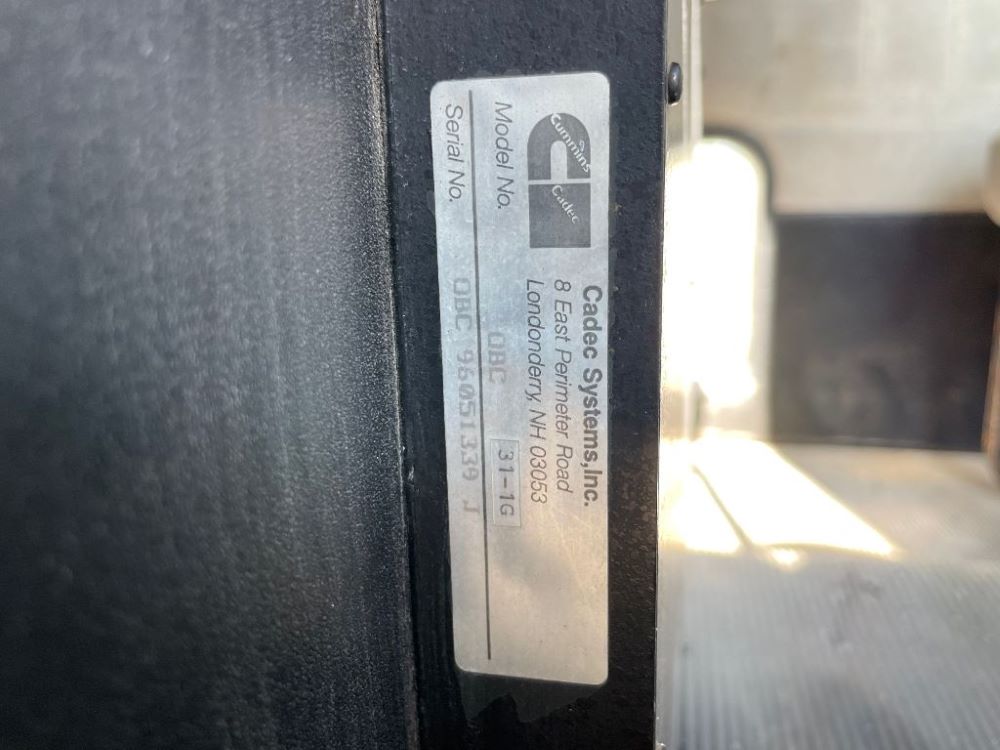 Cummins
Cadec
Cadec Systems,Inc.
8 East Perimeter Road
Londonderry, NH 03053
Model No. QBC 31-1G
Serial No. QBC 96051339 J